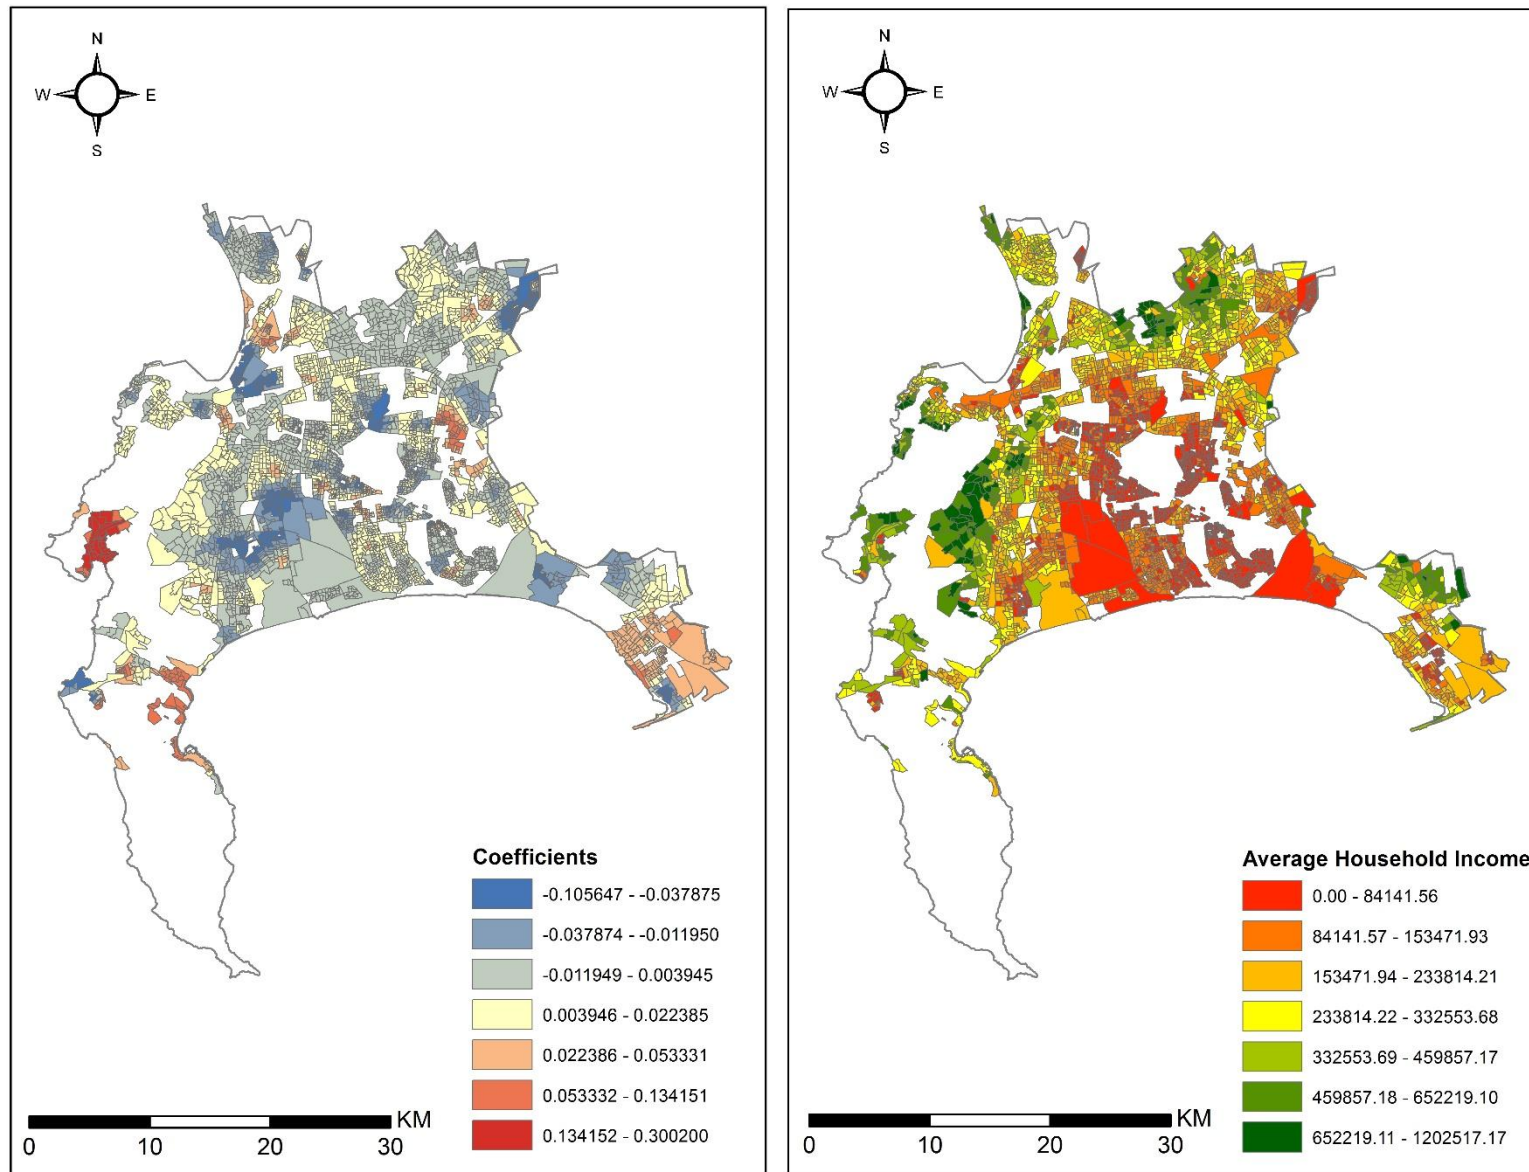 N
W E
S
Coefficients
-0.105647 - -0.037875
-0.037874 - -0.011950
-0.011949 - 0.003945
0.003946 - 0.022385
0.022386 - 0.053331
0.053332 - 0.134151
0.134152 - 0.300200
KM
0 10 20 30
N
W E
S
Average Household Income
0.00 - 84141.56
84141.57 - 153471.93
153471.94 - 233814.21
233814.22 - 332553.68
332553.69 - 459857.17
459857.18 - 652219.10
652219.11 - 1202517.17
KM
0 10 20 30